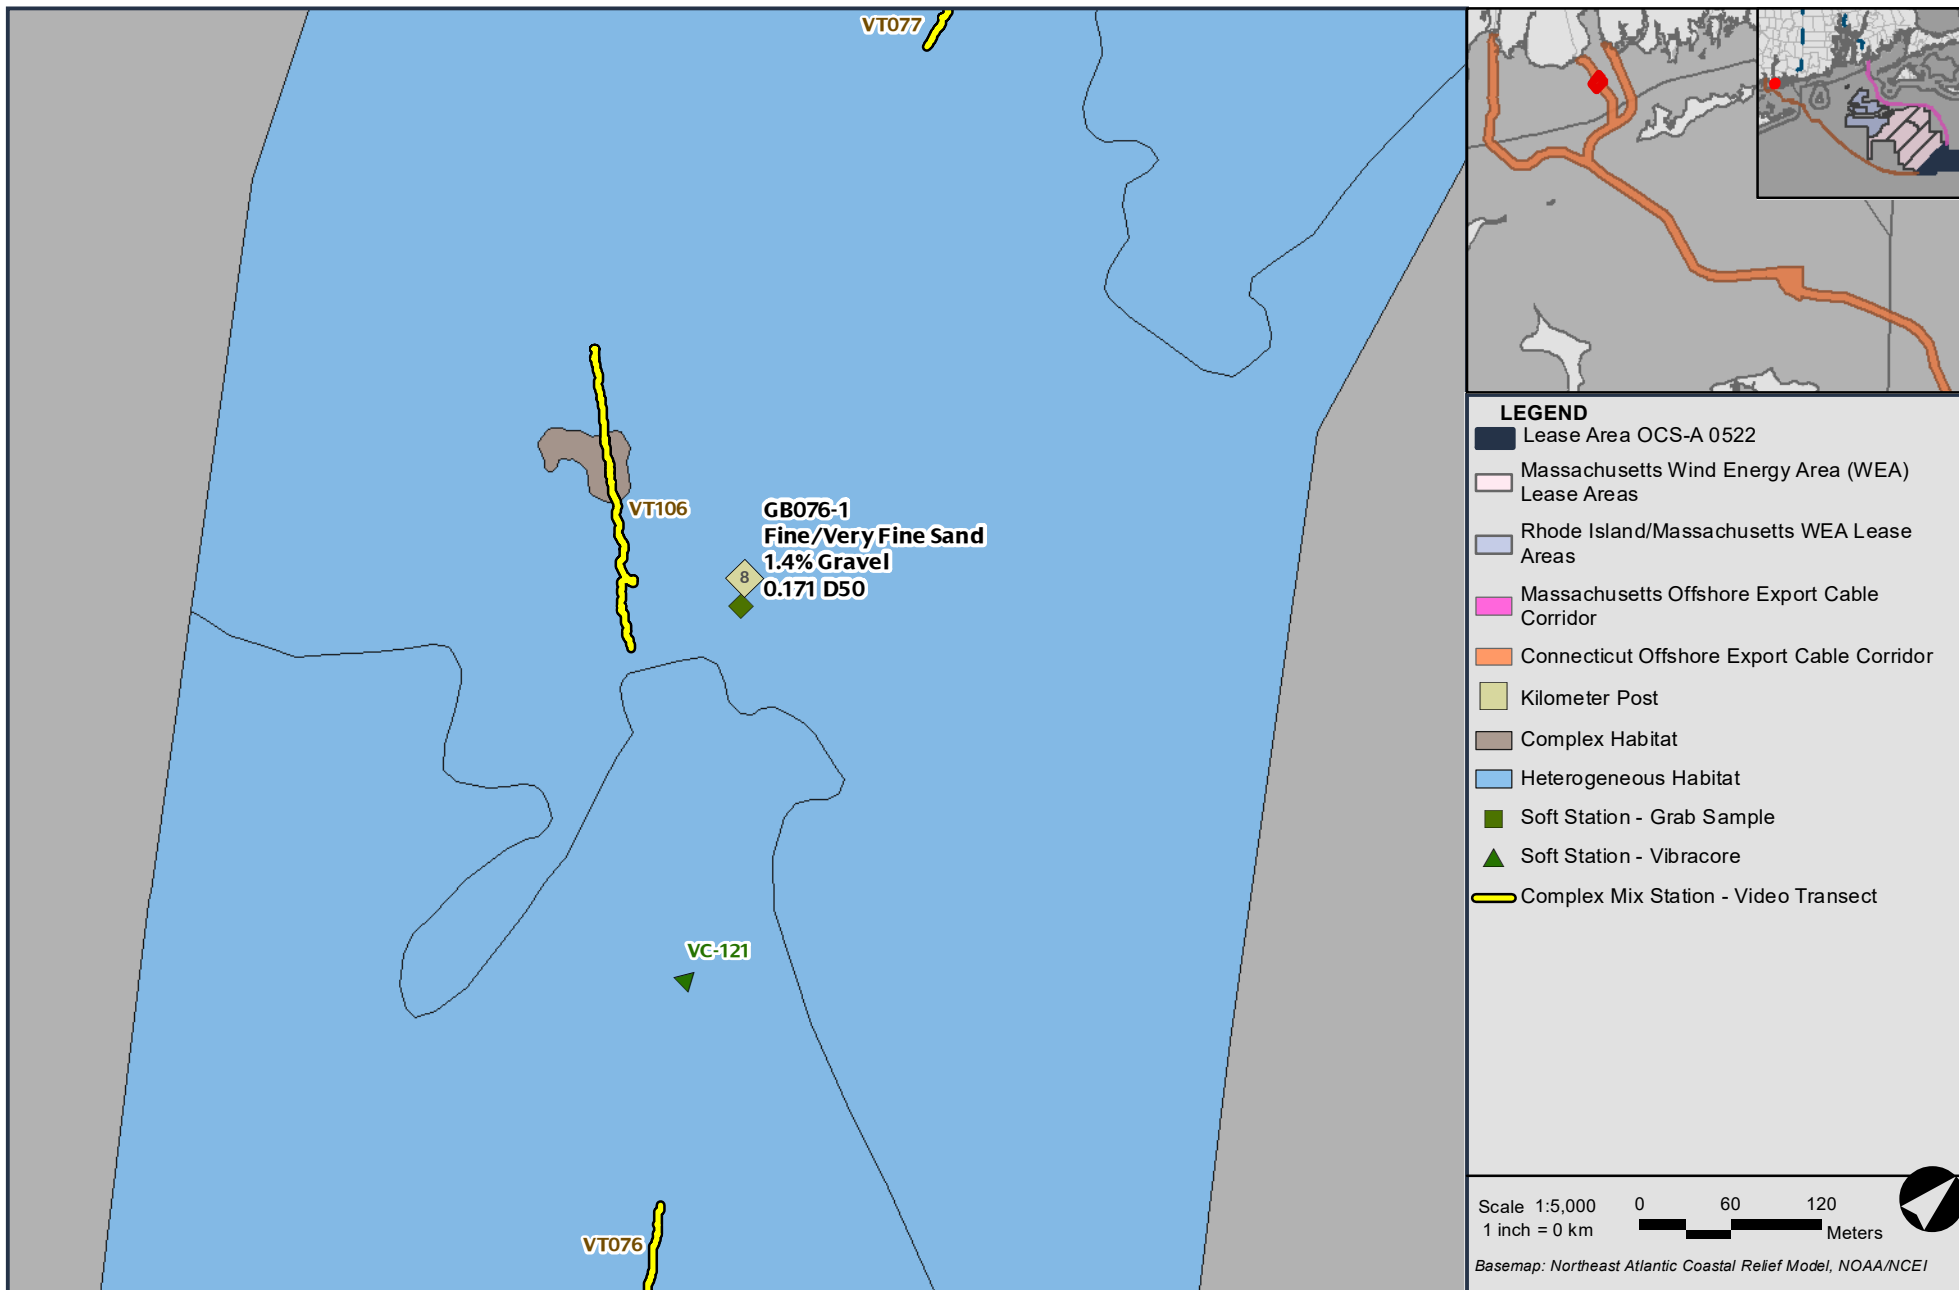 VT077
VT106
GB076-1
Fine/Very Fine Sand
1.4% Gravel
0.171 D50
8
VC-121
VT076
LEGEND
Lease Area OCS-A 0522
Massachusetts Wind Energy Area (WEA)
Lease Areas
Rhode Island/Massachusetts WEA Lease
Areas
Massachusetts Offshore Export Cable
Corridor
Connecticut Offshore Export Cable Corridor
Kilometer Post
Complex Habitat
Heterogeneous Habitat
Soft Station - Grab Sample
Soft Station - Vibracore
Complex Mix Station - Video Transect
Scale 1:5,000
1 inch = 0 km
0 60 120
Meters
Basemap: Northeast Atlantic Coastal Relief Model, NOAA/NCEI